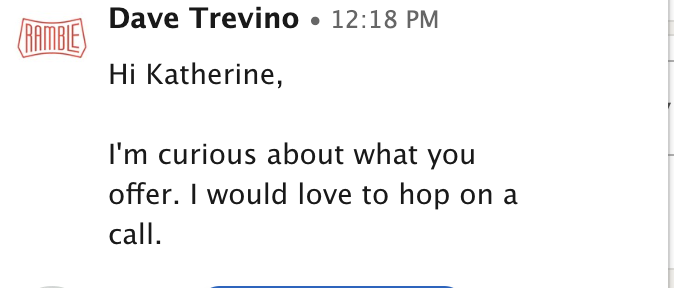 RAMBLE
Dave Trevino • 12:18 PM
Hi Katherine,
I'm curious about what you
offer. I would love to hop on a
call.